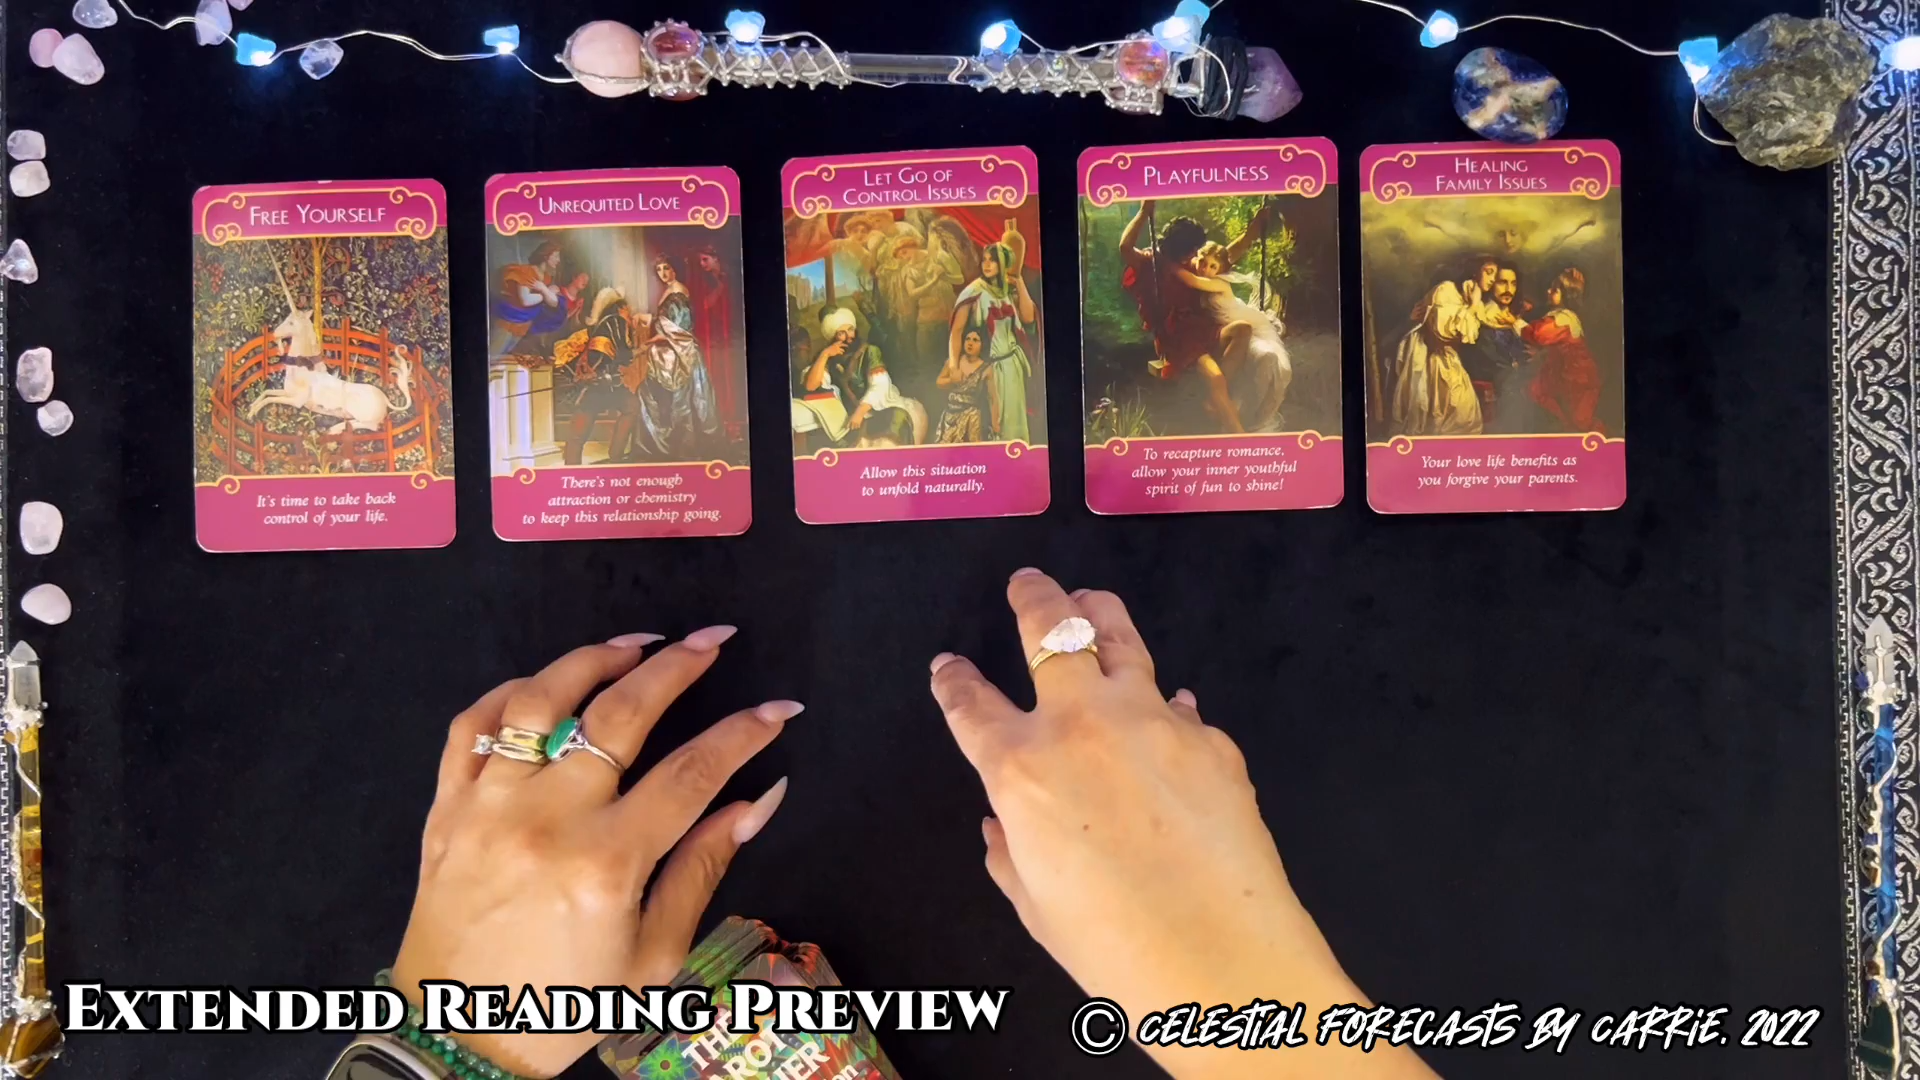 Free Yourself
It's time to take back
control of your life.
Unrequited Love
There's not enough
attraction or chemistry
to keep this relationship going.
Let Go of
Control Issues
Allow this situation
to unfold naturally.
Playfulness
To recapture romance,
allow your inner youthful
spirit of fun to shine!
Healing
Family Issues
Your love life benefits as
you forgive your parents.
THE
Extended Reading Preview
© Celestial Forecasts by Carrie. 2022